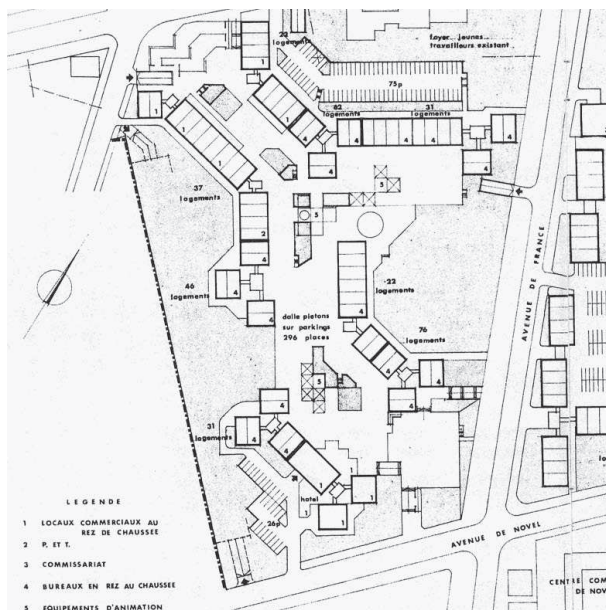 23
logements
foyer jeunes
travailleurs existant
75p
62
logements
31
logements
37
logements
46
logements
22
logements
dalle pietons
sur parkings
296 places
76
logements
31
logements
hotel
26p
AVENUE DE FRANCE
AVENUE DE NOVEL
CENTRE COM
DE NOV
LEGENDE
1 LOCAUX COMMERCIAUX AU
REZ DE CHAUSSEE
2 P. ET T.
3 COMMISSARIAT
4 BUREAUX EN REZ AU CHAUSSEE
5 EQUIPEMENTS D'ANIMATION